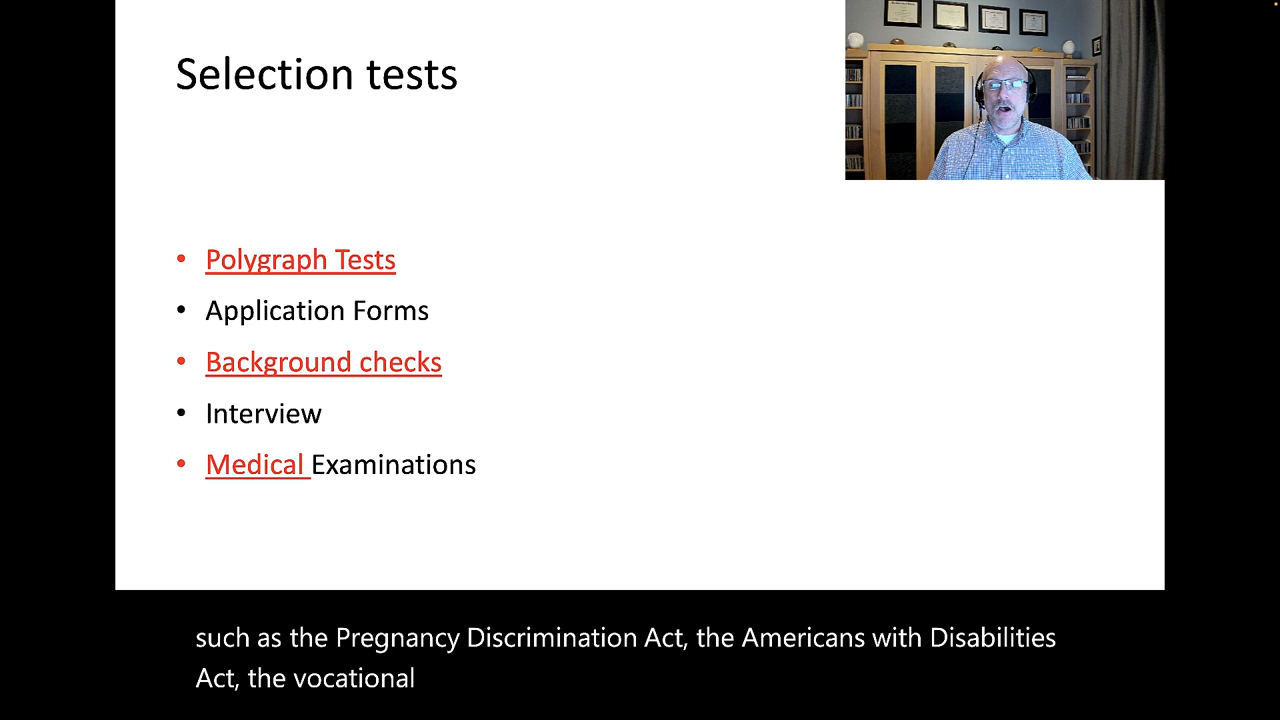 Selection tests
• Polygraph Tests
• Application Forms
• Background checks
• Interview
• Medical Examinations
such as the Pregnancy Discrimination Act, the Americans with Disabilities
Act, the vocational